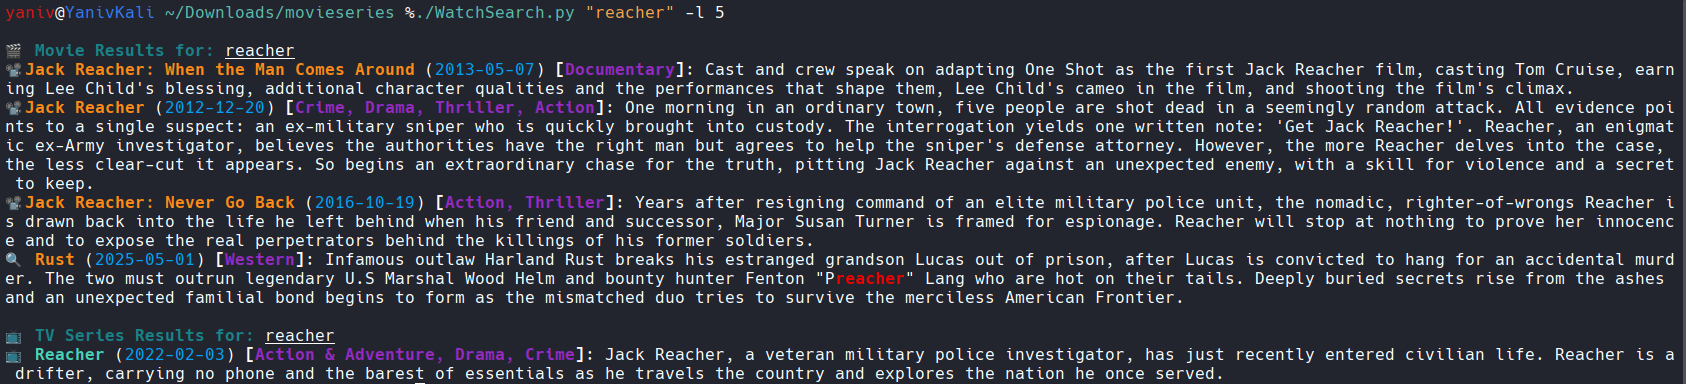 yaniv@YanivKali ~/Downloads/movieseries %./WatchSearch.py "reacher" -l 5
🎬 Movie Results for: reacher
📽️Jack Reacher: When the Man Comes Around (2013-05-07) [Documentary]: Cast and crew speak on adapting One Shot as the first Jack Reacher film, casting Tom Cruise, earn
ing Lee Child's blessing, additional character qualities and the performances that shape them, Lee Child's cameo in the film, and shooting the film's climax.
📽️Jack Reacher (2012-12-20) [Crime, Drama, Thriller, Action]: One morning in an ordinary town, five people are shot dead in a seemingly random attack. All evidence poi
nts to a single suspect: an ex-military sniper who is quickly brought into custody. The interrogation yields one written note: 'Get Jack Reacher!'. Reacher, an enigmat
ic ex-Army investigator, believes the authorities have the right man but agrees to help the sniper's defense attorney. However, the more Reacher delves into the case,
the less clear-cut it appears. So begins an extraordinary chase for the truth, pitting Jack Reacher against an unexpected enemy, with a skill for violence and a secret
 to keep.
📽️Jack Reacher: Never Go Back (2016-10-19) [Action, Thriller]: Years after resigning command of an elite military police unit, the nomadic, righter-of-wrongs Reacher i
s drawn back into the life he left behind when his friend and successor, Major Susan Turner is framed for espionage. Reacher will stop at nothing to prove her innocenc
e and to expose the real perpetrators behind the killings of his former soldiers.
🔍 Rust (2025-05-01) [Western]: Infamous outlaw Harland Rust breaks his estranged grandson Lucas out of prison, after Lucas is convicted to hang for an accidental murd
er. The two must outrun legendary U.S Marshal Wood Helm and bounty hunter Fenton "Preacher" Lang who are hot on their tails. Deeply buried secrets rise from the ashes
and an unexpected familial bond begins to form as the mismatched duo tries to survive the merciless American Frontier.
📺 TV Series Results for: reacher
📺 Reacher (2022-02-03) [Action & Adventure, Drama, Crime]: Jack Reacher, a veteran military police investigator, has just recently entered civilian life. Reacher is a
 drifter, carrying no phone and the barest of essentials as he travels the country and explores the nation he once served.